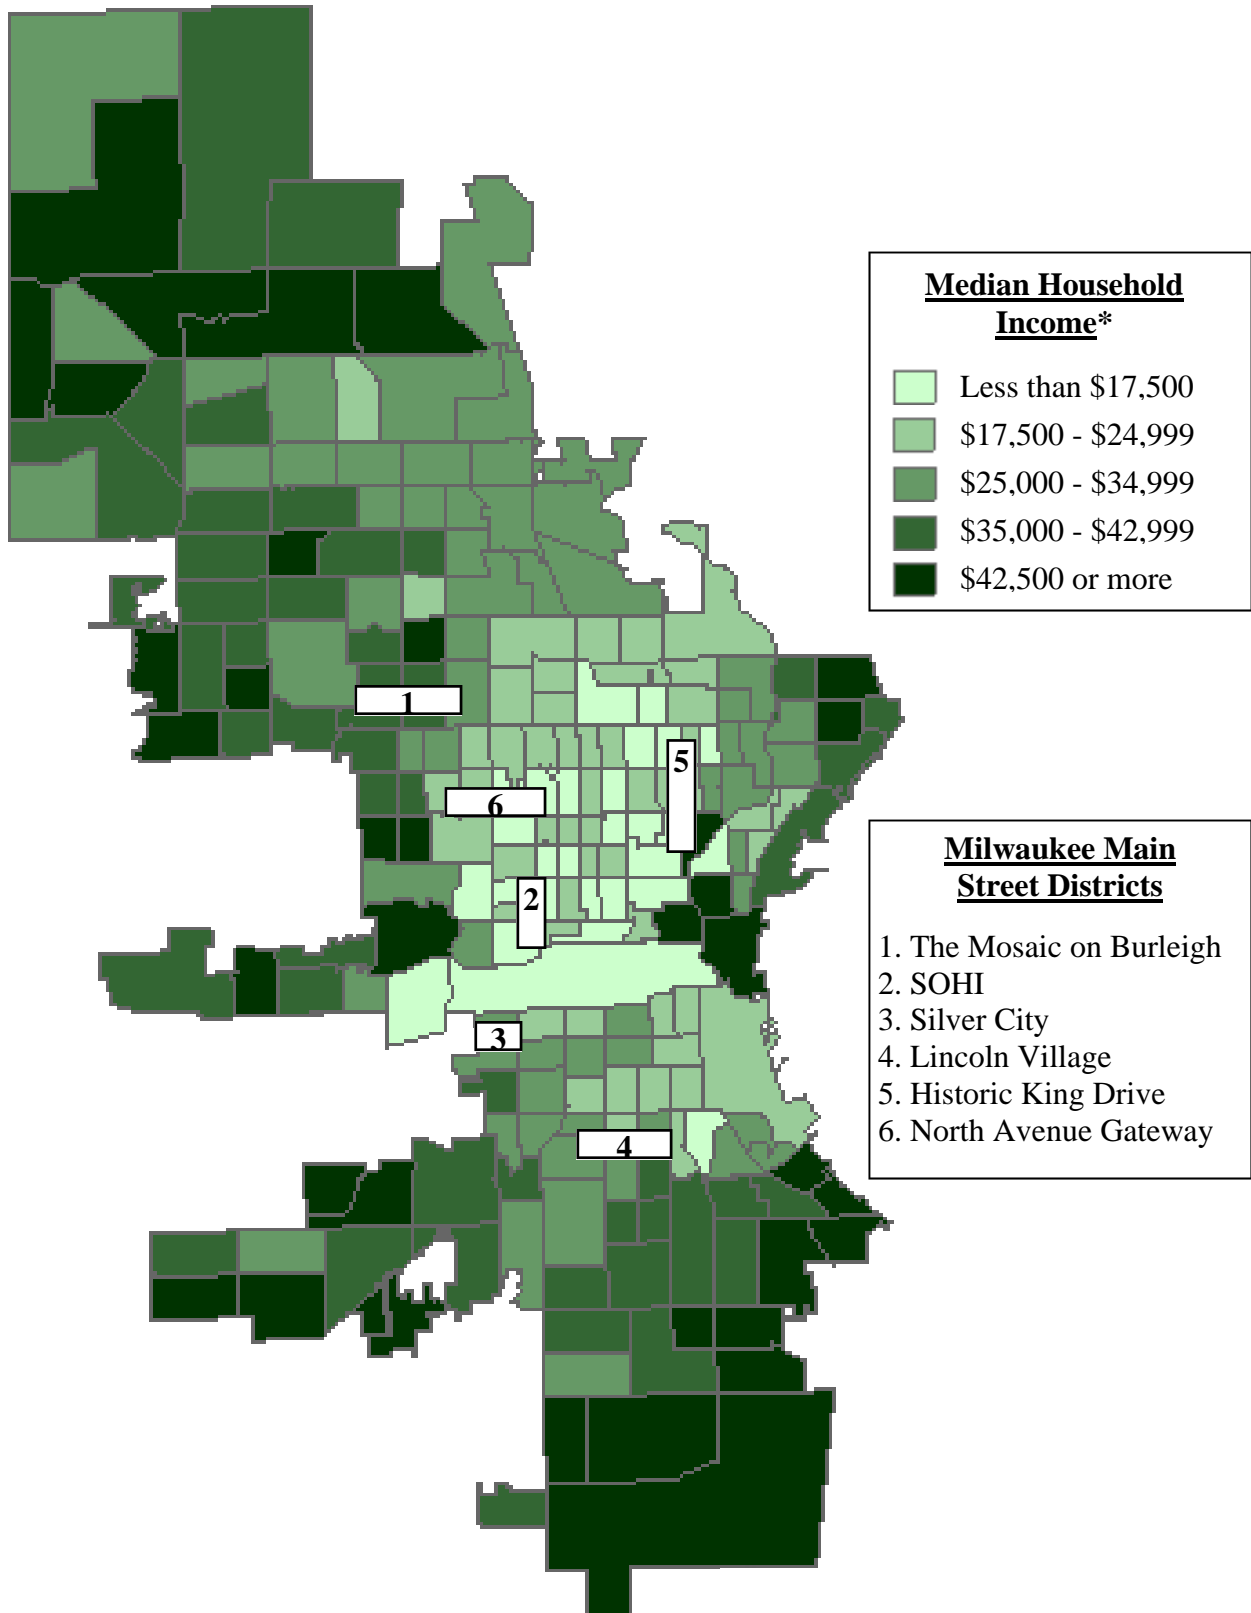 Median Household
Income*
Less than $17,500
$17,500 - $24,999
$25,000 - $34,999
$35,000 - $42,999
$42,500 or more
1
5
6
2
3
4
Milwaukee Main
Street Districts
1. The Mosaic on Burleigh
2. SOHI
3. Silver City
4. Lincoln Village
5. Historic King Drive
6. North Avenue Gateway